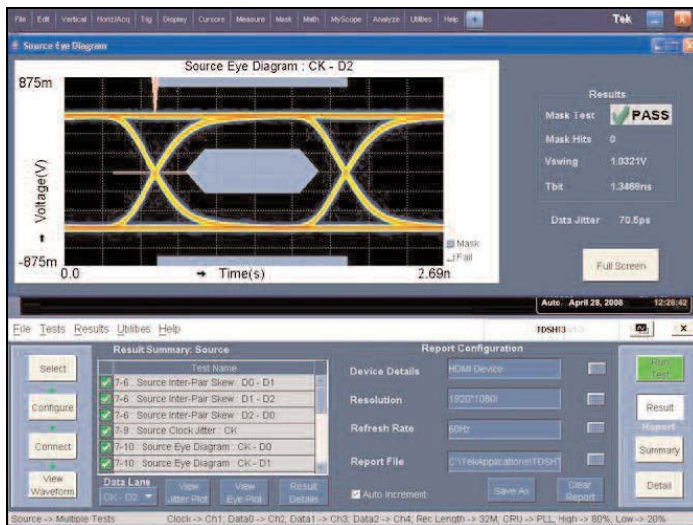 File Edit Vertical Horiz/Acq Trig Display Cursors Measure Mask Math MyScope Analyze Utilities Help Tek
Source Eye Diagram
Source Eye Diagram : CK - D2
875m
Voltage(V)
-875m
0.0
Time(s)
2.69n
Mask
Fail
Results
Mask Test PASS
Mask Hits 0
Vswing 1.0321V
Tbit 1.3468ns
Data Jitter 70.5ps
Full Screen
Auto April 28, 2008 12:26:42
File Tests Results Utilities Help
TDSHT3
Select
Configure
Connect
View Waveform
Result Summary: Source
Test Name
7-6 : Source Inter-Pair Skew : D0 - D1
7-6 : Source Inter-Pair Skew : D1 - D2
7-6 : Source Inter-Pair Skew : D2 - D0
7-9 : Source Clock Jitter : CK
7-10 : Source Eye Diagram : CK - D0
7-10 : Source Eye Diagram : CK - D1
Data Lane
CK - D2
View Jitter Plot
View Eye Plot
Result Details
Report Configuration
Device Details HDMI Device
Resolution 1920*1080i
Refresh Rate 60Hz
Report File C:\TekApplications\TDSHT
Auto Increment
Save As
Clear Report
Run Test
Result
Report
Summary
Detail
Source -> Multiple Tests Clock -> Ch1, Data0 -> Ch2, Data1 -> Ch3, Data2 -> Ch4, Rec Length -> 32M, CRU -> PLL, High -> 80%, Low -> 20%